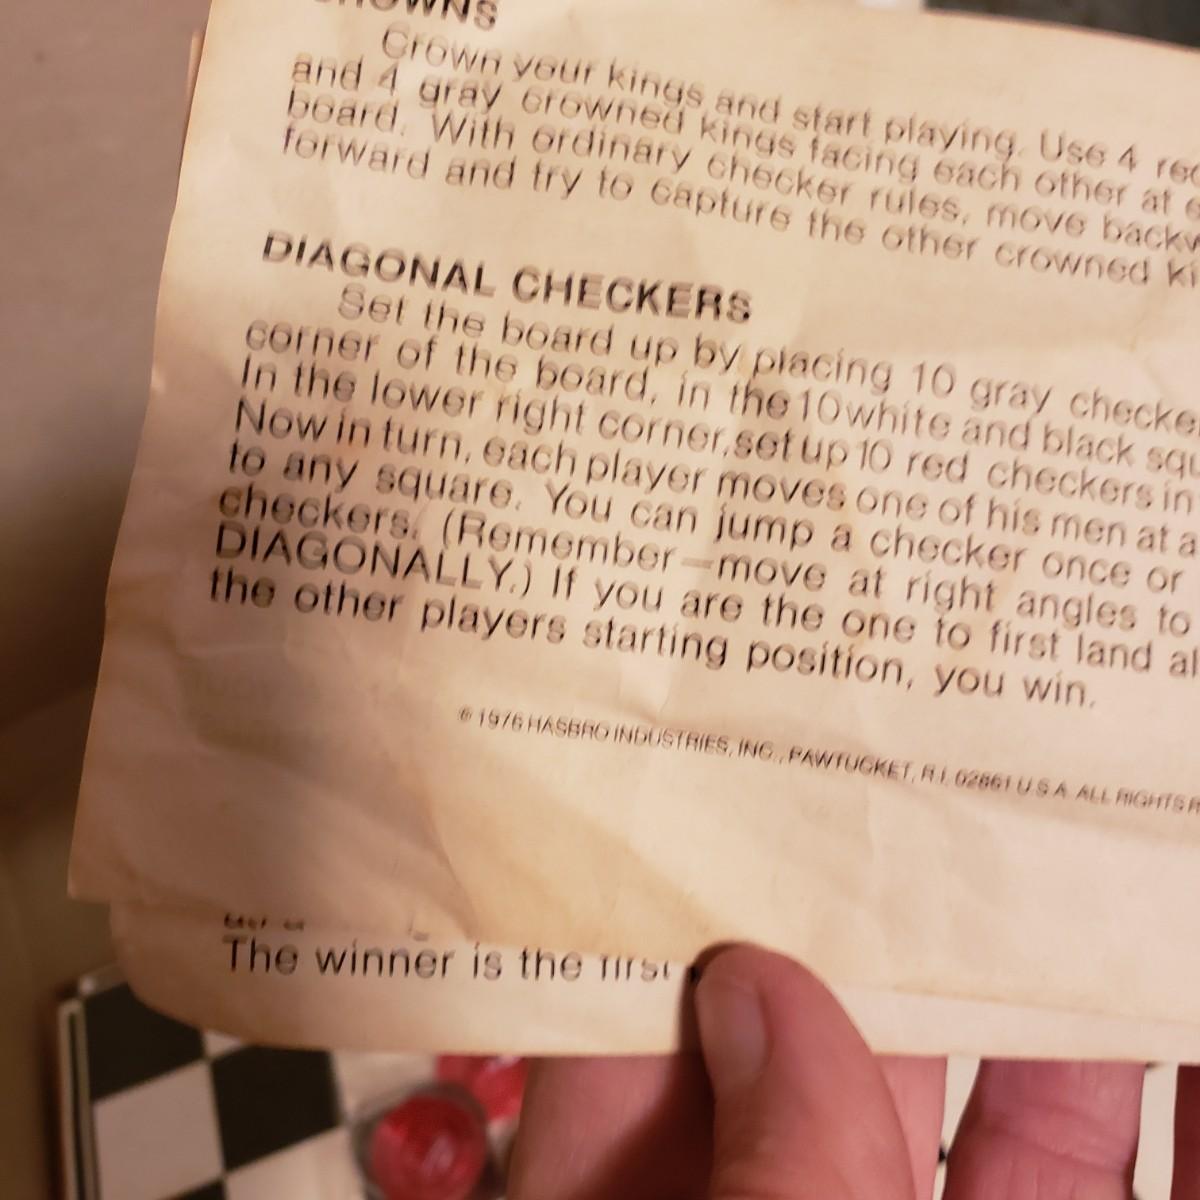 Crown your kings and start playing. Use 4
and 4 gray crowned kings facing each other at
board. With ordinary checker rules, move
forward and try to capture the other crowned
DIAGONAL CHECKERS
Set the board up by placing 10 gray
corner of the board, in the 10 white and black
In the lower right corner, set up 10 red checkers in
Now in turn, each player moves one of his men at a
to any square. You can jump a checker once or
checkers. (Remember—move at right angles to
DIAGONALLY.) If you are the one to first land
the other players starting position, you win.
© 1976 HASBRO INDUSTRIES, INC., PAWTUCKET, R.I. 02861 U.S.A. ALL RIGHTS
The winner is the first